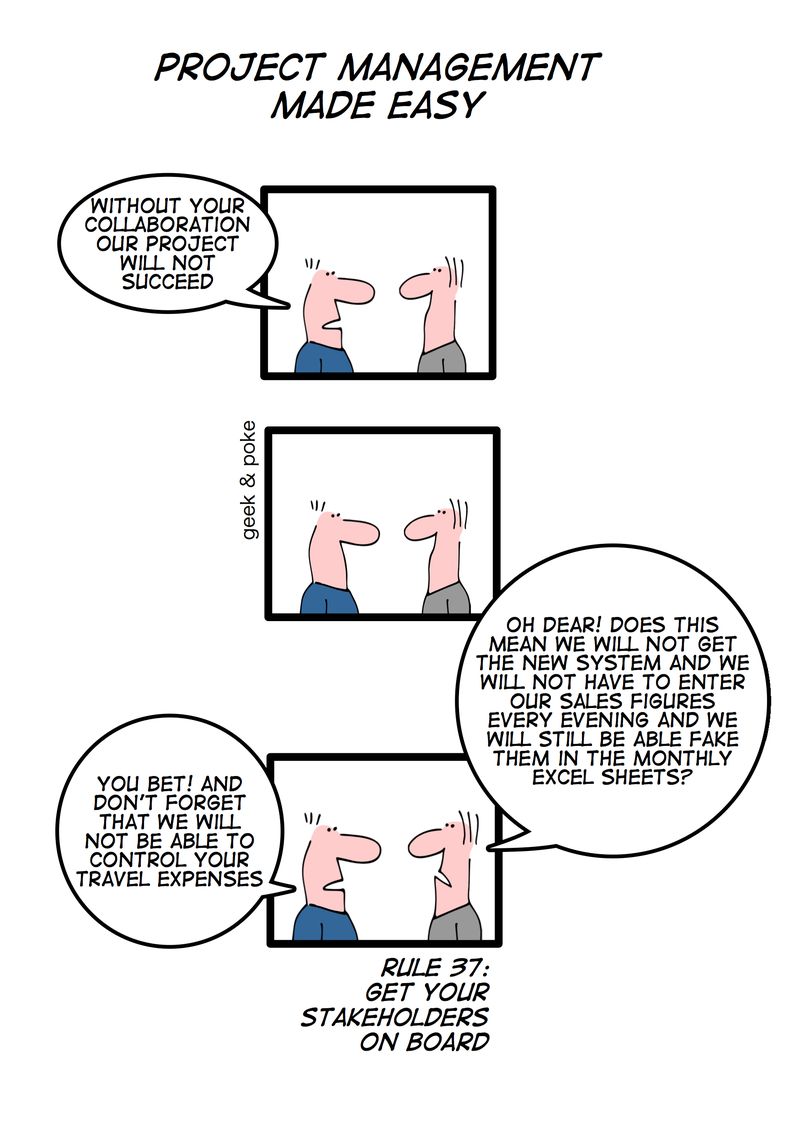 PROJECT MANAGEMENT
MADE EASY
WITHOUT YOUR
COLLABORATION
OUR PROJECT
WILL NOT
SUCCEED
geek & poke
OH DEAR! DOES THIS
MEAN WE WILL NOT GET
THE NEW SYSTEM AND WE
WILL NOT HAVE TO ENTER
OUR SALES FIGURES
EVERY EVENING AND WE
WILL STILL BE ABLE FAKE
THEM IN THE MONTHLY
EXCEL SHEETS?
YOU BET! AND
DON'T FORGET
THAT WE WILL
NOT BE ABLE TO
CONTROL YOUR
TRAVEL EXPENSES
RULE 37:
GET YOUR
STAKEHOLDERS
ON BOARD